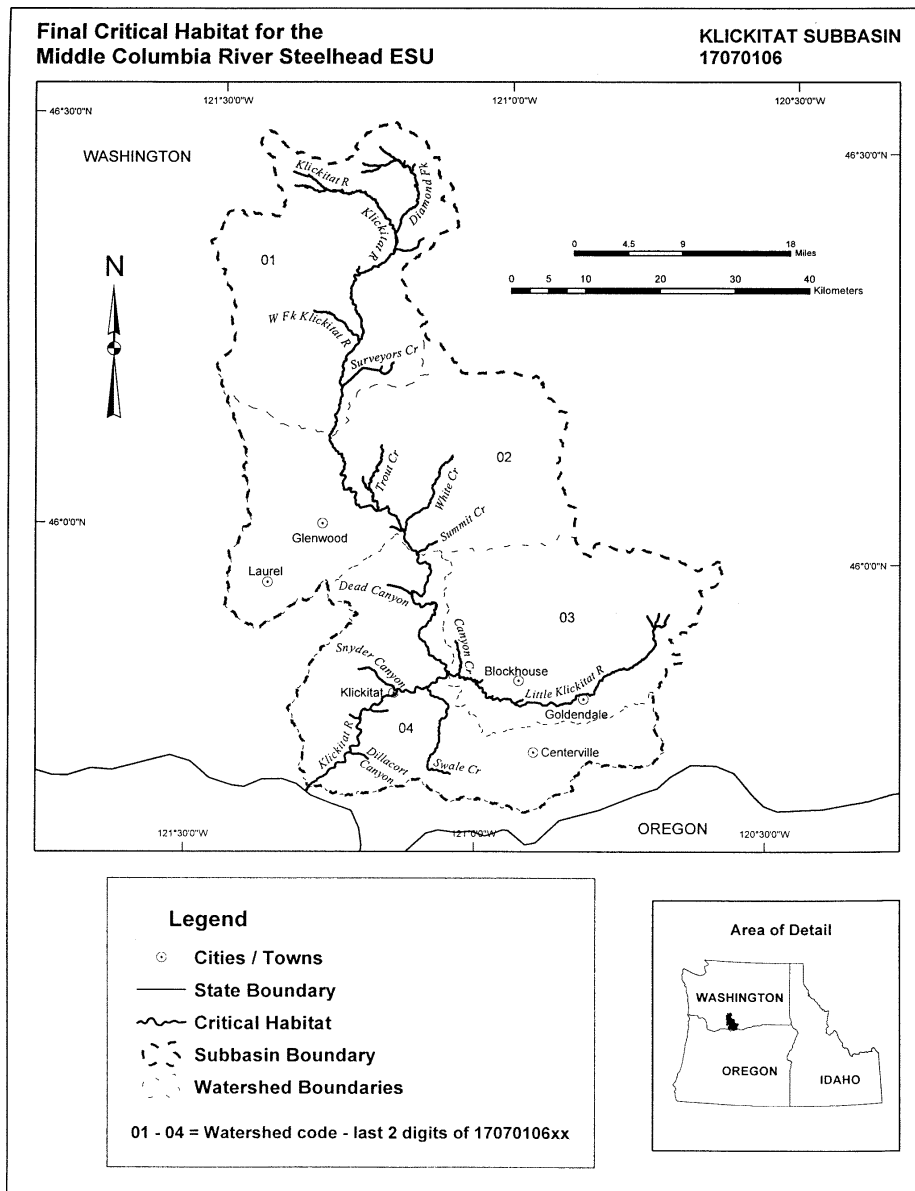 Final Critical Habitat for the
Middle Columbia River Steelhead ESU
KLICKITAT SUBBASIN
17070106
121°30'0"W
121°0'0"W
120°30'0"W
46°30'0"N
46°30'0"N
WASHINGTON
Klickitat R
Diamond Fk
Klickitat R
01
0 4.5 9 18
Miles
0 5 10 20 30 40
Kilometers
N
W Fk Klickitat R
Surveyors Cr
02
Trout Cr
White Cr
Summit Cr
46°0'0"N
Glenwood
46°0'0"N
Laurel
Dead Canyon
03
Canyon Cr
Snyder Canyon
Blockhouse
Klickitat
Little Klickitat R
Goldendale
04
Klickitat R
Dillacort
Canyon
Swale Cr
Centerville
OREGON
121°30'0"W
121°0'0"W
120°30'0"W
Legend
Cities / Towns
State Boundary
Critical Habitat
Subbasin Boundary
Watershed Boundaries
01 - 04 = Watershed code - last 2 digits of 17070106xx
Area of Detail
WASHINGTON
OREGON
IDAHO